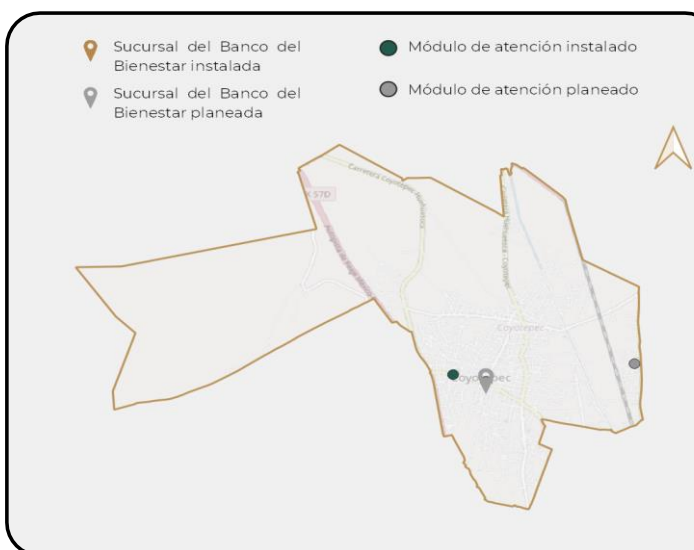 Sucursal del Banco del
Bienestar instalada
Sucursal del Banco del
Bienestar planeada
Módulo de atención instalado
Módulo de atención planeado
57D
Coyotepec